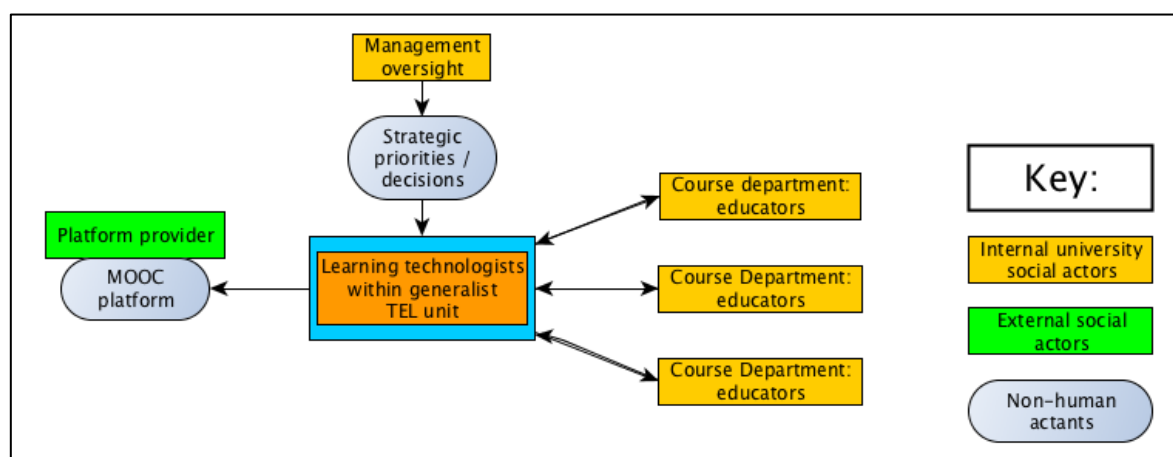 Management
oversight
Strategic
priorities /
decisions
Platform provider
MOOC
platform
Learning technologists
within generalist
TEL unit
Course department:
educators
Course Department:
educators
Course Department:
educators
Key:
Internal university
social actors
External social
actors
Non-human
actants